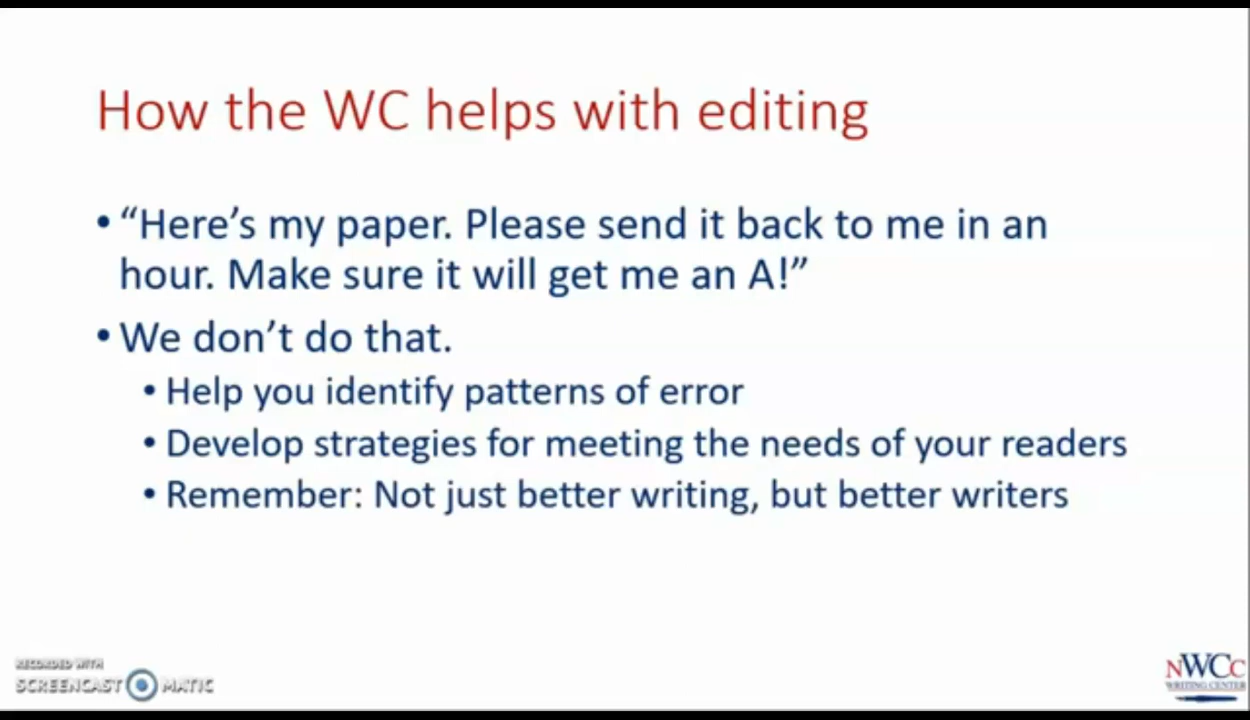 How the WC helps with editing
• “Here’s my paper. Please send it back to me in an
hour. Make sure it will get me an A!”
• We don’t do that.
• Help you identify patterns of error
• Develop strategies for meeting the needs of your readers
• Remember: Not just better writing, but better writers
RECORDED WITH
SCREENCAST MATIC
NWCC
WRITING CENTER